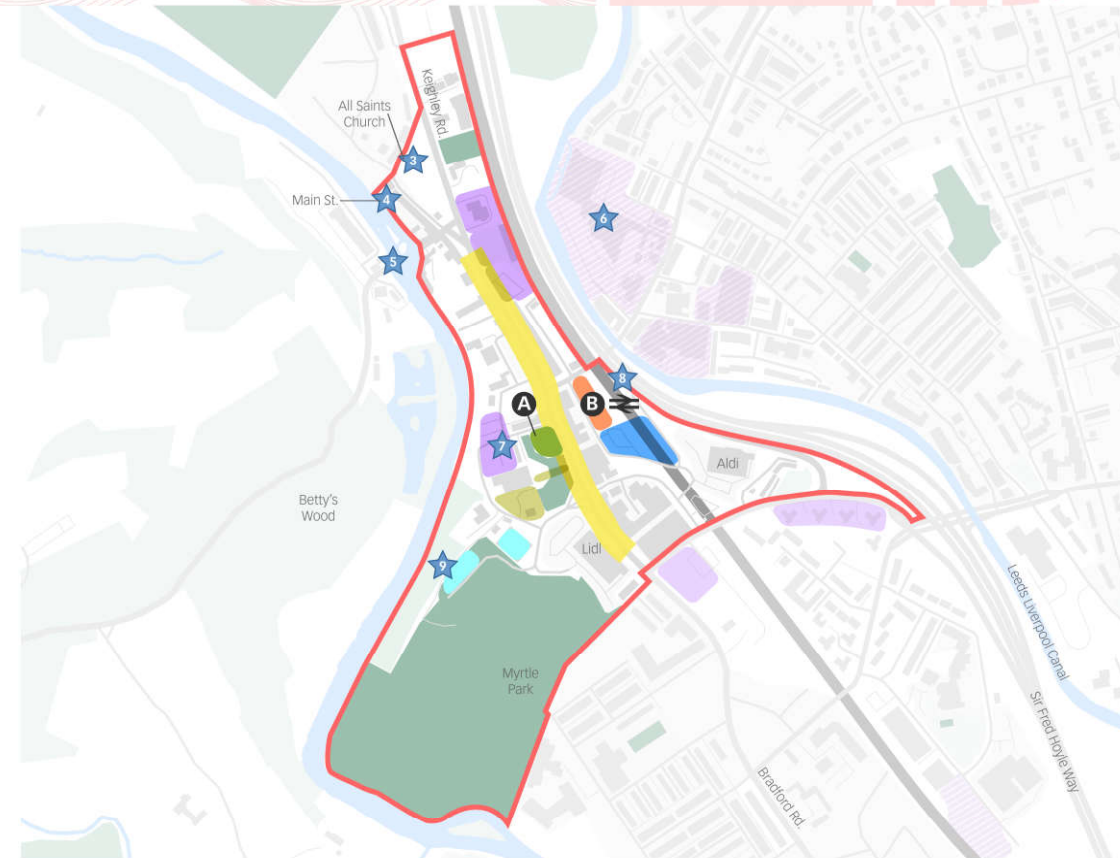 Keighley Rd.
All Saints
Church
3
Main St.
4
5
6
8
A
B
7
Aldi
Betty's
Wood
Lidl
9
Leeds Liverpool Canal
Myrtle
Park
Sir Fred Hoyle Way
Bradford Rd.